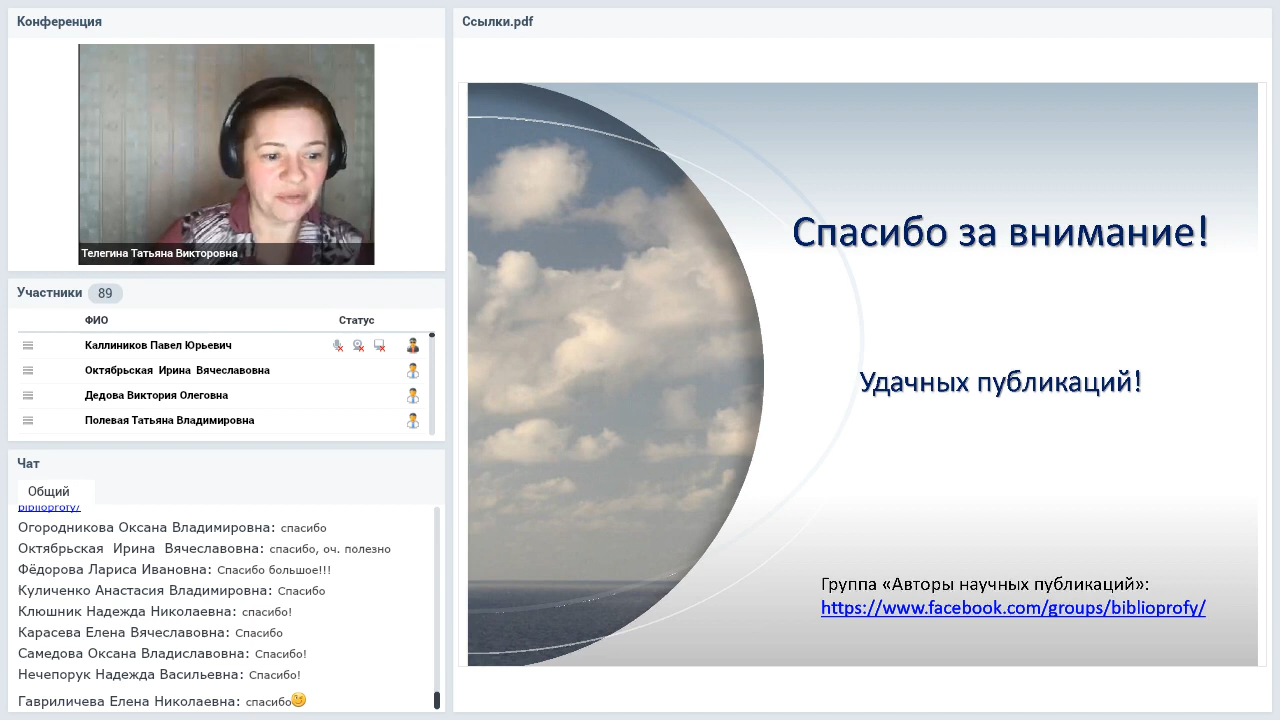 Конференция
Телегина Татьяна Викторовна
Участники 89
ФИО Статус
Каллиников Павел Юрьевич
Октябрьская Ирина Вячеславовна
Дедова Виктория Олеговна
Полевая Татьяна Владимировна
Чат
Общий
biblioprofy/
Огородникова Оксана Владимировна: спасибо
Октябрьская Ирина Вячеславовна: спасибо, оч. полезно
Фёдорова Лариса Ивановна: Спасибо большое!!!
Куличенко Анастасия Владимировна: Спасибо
Клюшник Надежда Николаевна: спасибо!
Карасева Елена Вячеславовна: Спасибо
Самедова Оксана Владиславовна: Спасибо!
Нечепорук Надежда Васильевна: Спасибо!
Гавриличева Елена Николаевна: спасибо
Ссылки.pdf
Спасибо за внимание!
Удачных публикаций!
Группа «Авторы научных публикаций»:
https://www.facebook.com/groups/biblioprofy/